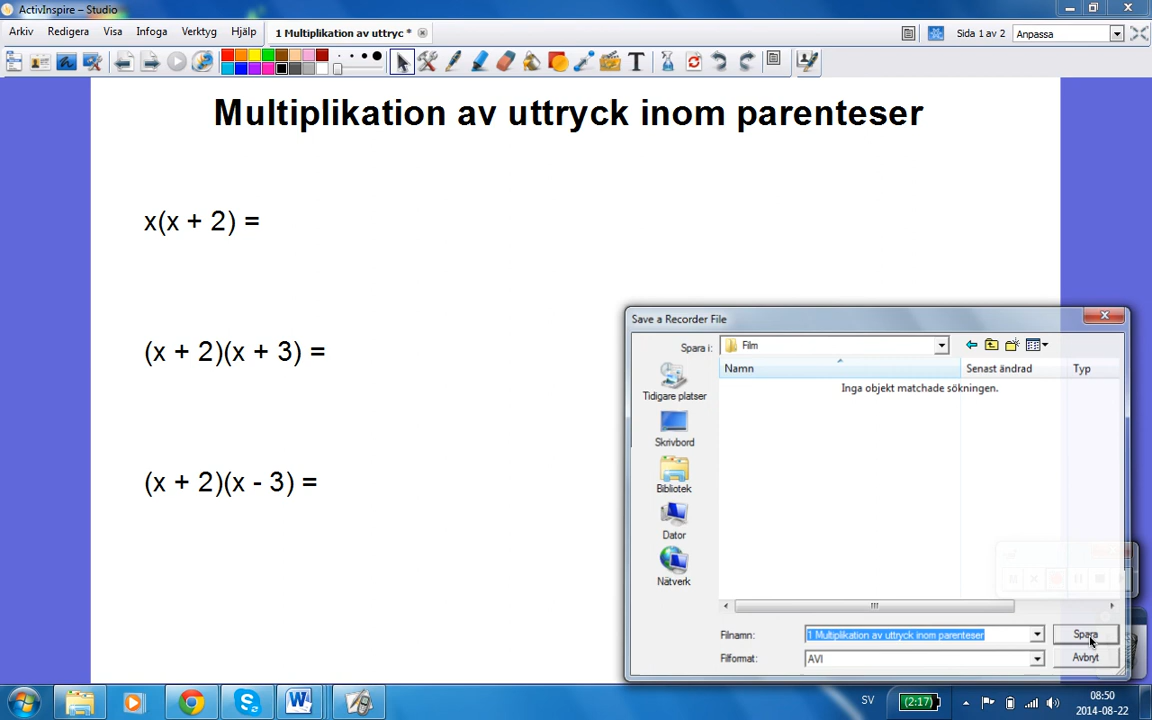 ActivInspire – Studio
Arkiv Redigera Visa Infoga Verktyg Hjälp 1 Multiplikation av uttryc * Sida 1 av 2 Anpassa
Multiplikation av uttryck inom parenteser
x(x + 2) =
(x + 2)(x + 3) =
(x + 2)(x - 3) =
Save a Recorder File
Spara i: Film
Namn Senast ändrad Typ
Inga objekt matchade sökningen.
Tidigare platser
Skrivbord
Bibliotek
Dator
Nätverk
Filnamn: 1 Multiplikation av uttryck inom parenteser Spara
Filformat: AVI Avbryt
SV (2:17) 08:50
2014-08-22